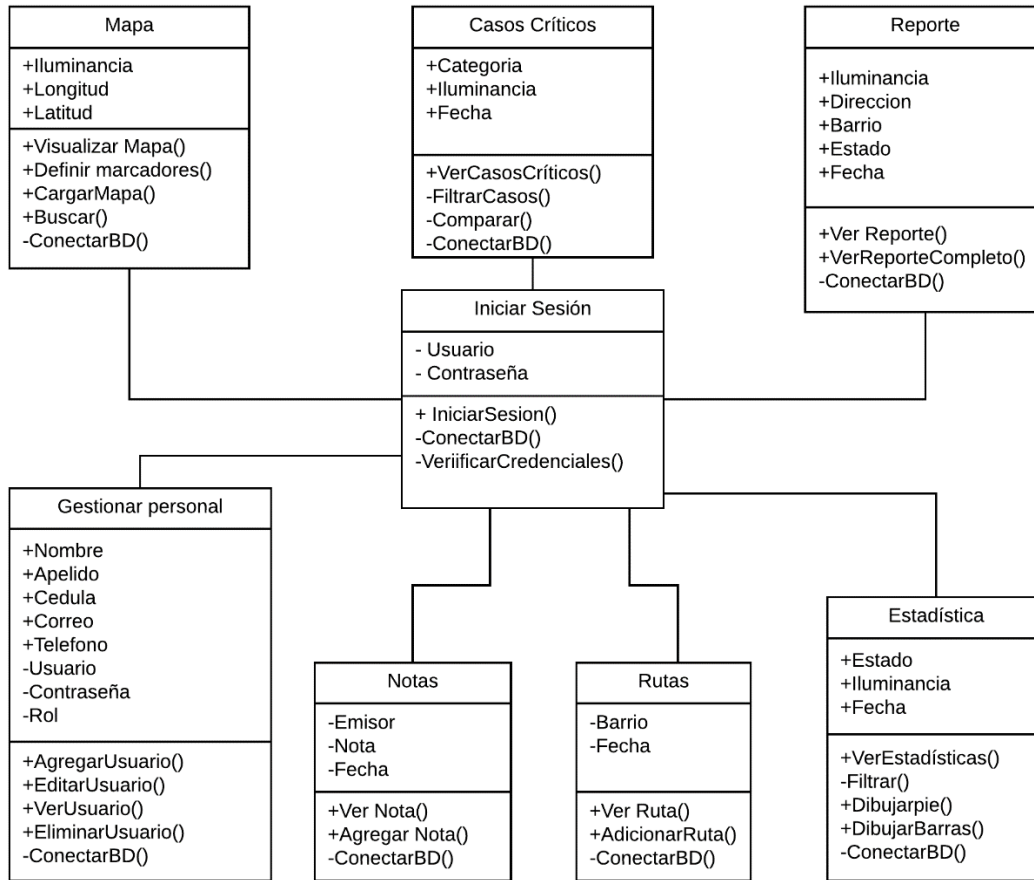 Mapa
+Iluminancia
+Longitud
+Latitud
+Visualizar Mapa()
+Definir marcadores()
+CargarMapa()
+Buscar()
-ConectarBD()
Casos Críticos
+Categoria
+Iluminancia
+Fecha
+VerCasosCríticos()
-FiltrarCasos()
-Comparar()
-ConectarBD()
Reporte
+Iluminancia
+Direccion
+Barrio
+Estado
+Fecha
+Ver Reporte()
+VerReporteCompleto()
-ConectarBD()
Iniciar Sesión
- Usuario
- Contraseña
+ IniciarSesion()
-ConectarBD()
-VeriificarCredenciales()
Gestionar personal
+Nombre
+Apelido
+Cedula
+Correo
+Telefono
-Usuario
-Contraseña
-Rol
+AgregarUsuario()
+EditarUsuario()
+VerUsuario()
+EliminarUsuario()
-ConectarBD()
Notas
-Emisor
-Nota
-Fecha
+Ver Nota()
+Agregar Nota()
-ConectarBD()
Rutas
-Barrio
-Fecha
+Ver Ruta()
+AdicionarRuta()
-ConectarBD()
Estadística
+Estado
+Iluminancia
+Fecha
+VerEstadísticas()
-Filtrar()
+Dibujarpie()
+DibujarBarras()
-ConectarBD()